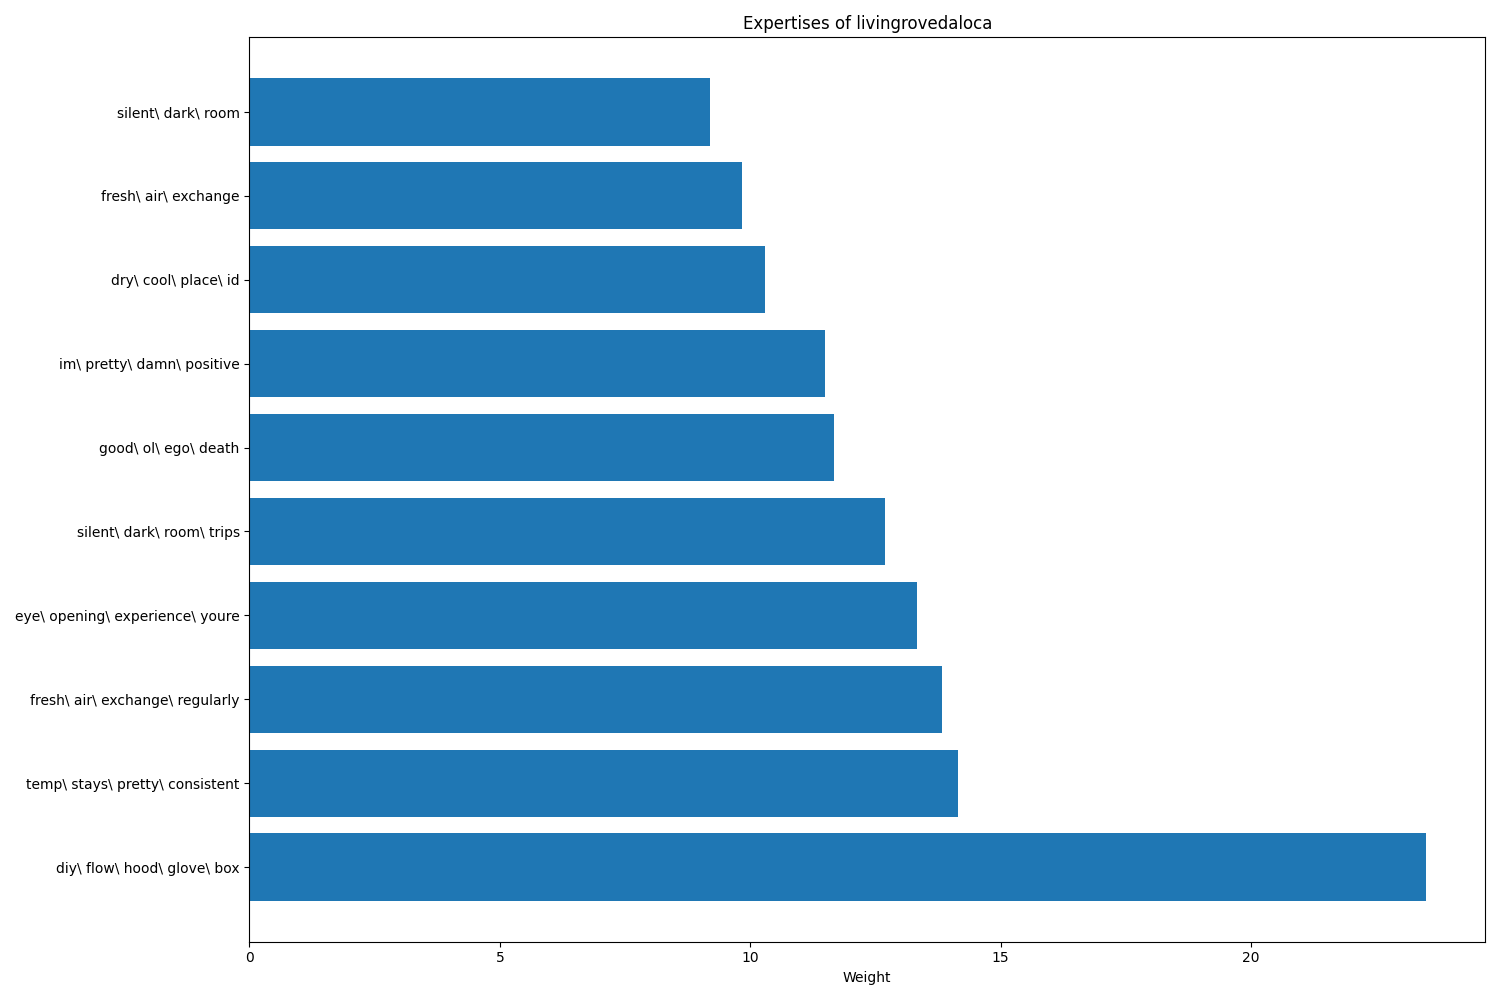 Expertises of livingrovedaloca
silent\ dark\ room
fresh\ air\ exchange
dry\ cool\ place\ id
im\ pretty\ damn\ positive
good\ ol\ ego\ death
silent\ dark\ room\ trips
eye\ opening\ experience\ youre
fresh\ air\ exchange\ regularly
temp\ stays\ pretty\ consistent
diy\ flow\ hood\ glove\ box
0 5 10 15 20
Weight